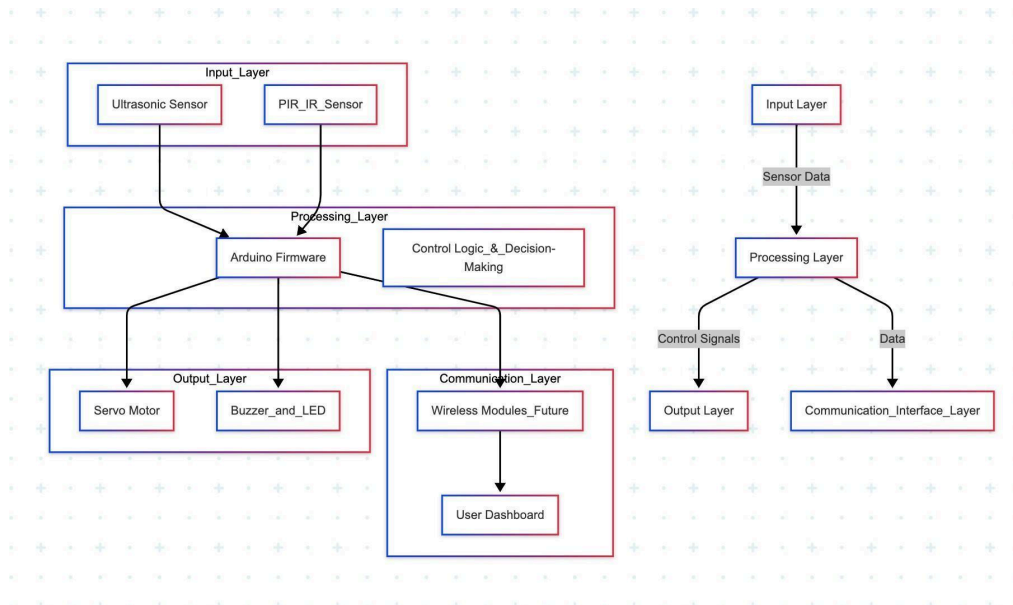 Input_Layer
Ultrasonic Sensor
PIR_IR_Sensor
Processing_Layer
Arduino Firmware
Control Logic_&_Decision-
Making
Output_Layer
Servo Motor
Buzzer_and_LED
Communication_Layer
Wireless Modules_Future
User Dashboard
Input Layer
Sensor Data
Processing Layer
Control Signals
Data
Output Layer
Communication_Interface_Layer